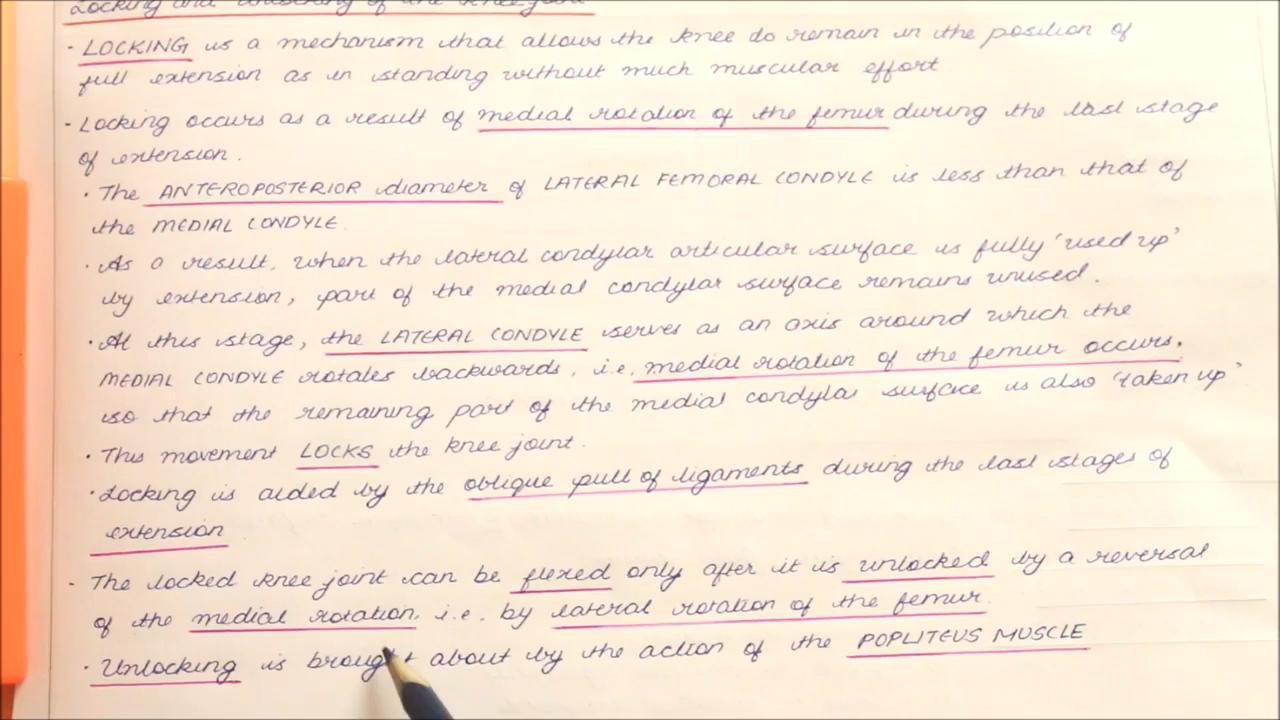 Locking and unlocking of the knee joint
- LOCKING is a mechanism that allows the knee do remain in the position of
full extension as in standing without much muscular effort
- Locking occurs as a result of medial rotation of the femur during the last stage
of extension.
• The ANTEROPOSTERIOR diameter of LATERAL FEMORAL CONDYLE is less than that of
the MEDIAL CONDYLE.
• As a result, when the lateral condylar articular surface is fully 'used up'
by extension, part of the medial condylar surface remains unused.
• At this stage, the LATERAL CONDYLE serves as an axis around which the
MEDIAL CONDYLE rotates backwards, i.e. medial rotation of the femur occurs,
so that the remaining part of the medial condylar surface is also 'taken up'
• This movement LOCKS the knee joint.
• Locking is aided by the oblique pull of ligaments during the last stages of
extension
- The locked knee joint can be flexed only after it is unlocked by a reversal
of the medial rotation, i.e. by lateral rotation of the femur.
• Unlocking is brought about by the action of the POPLITEUS MUSCLE